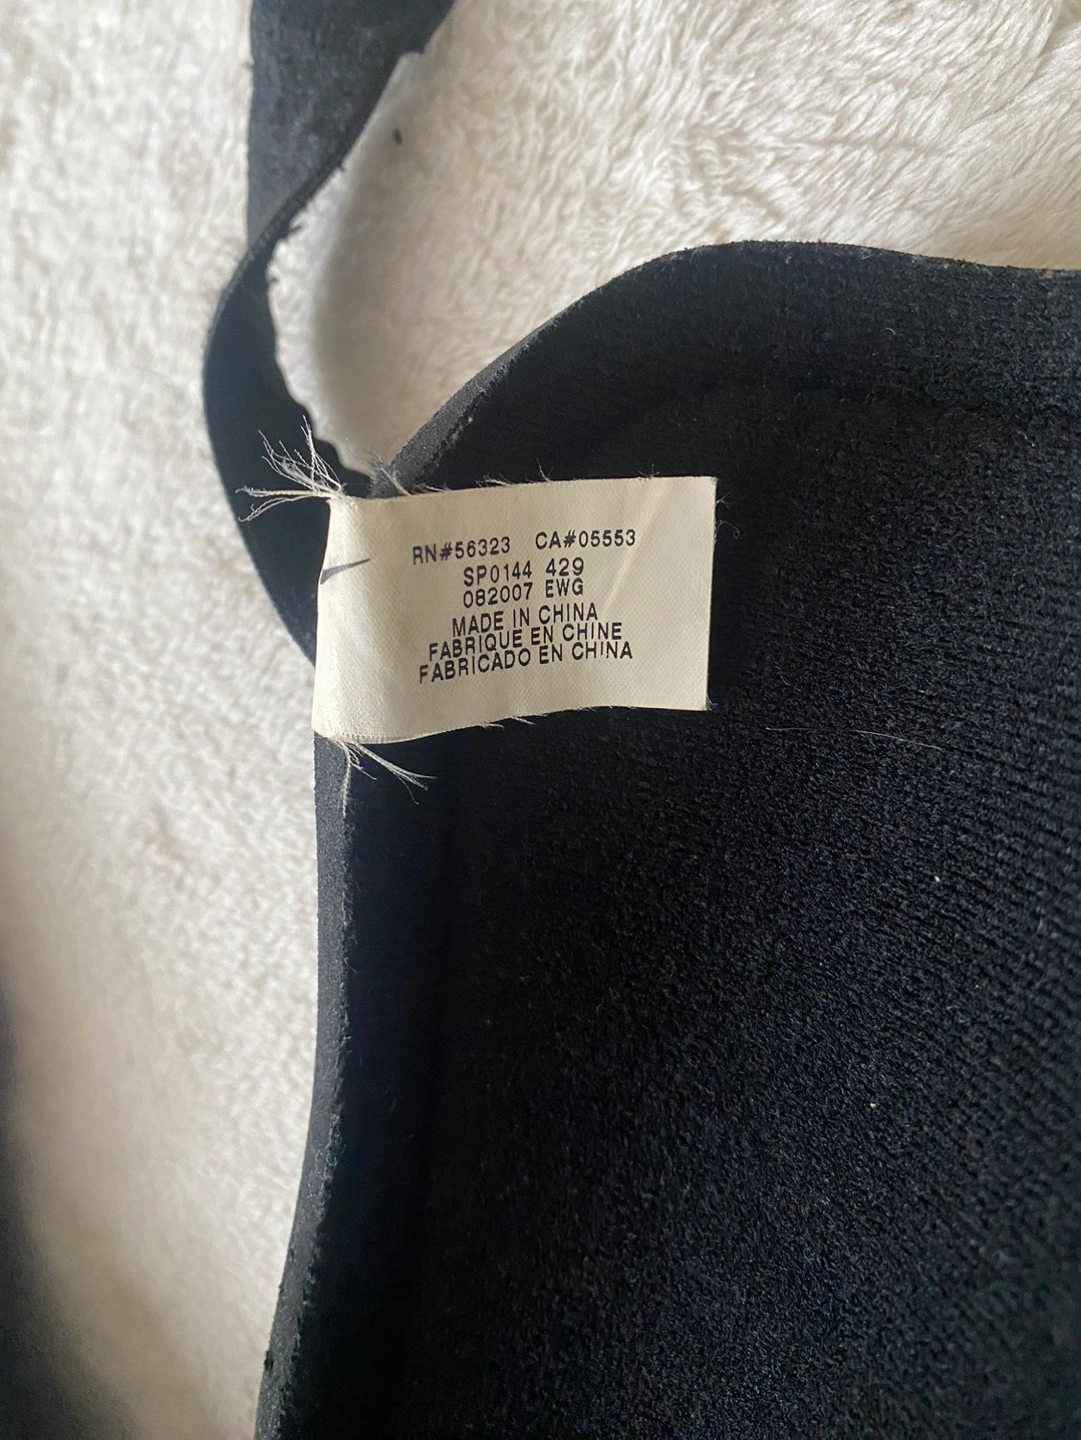 RN#56323 CA#05553
SP0144 429
082007 EWG
MADE IN CHINA
FABRIQUE EN CHINE
FABRICADO EN CHINA